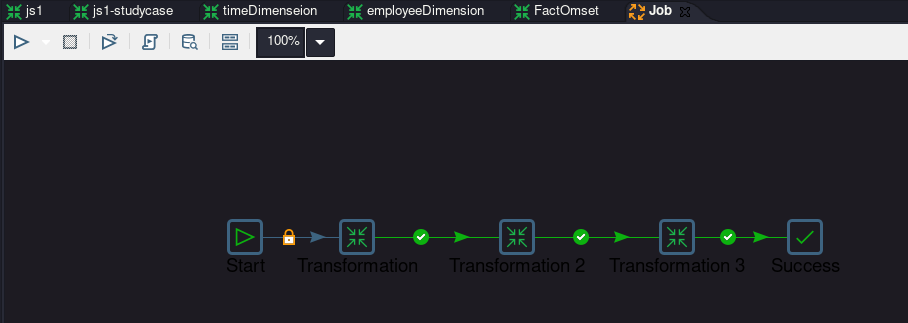 js1 js1-studycase timeDimenseion employeeDimension FactOmset Job
100%
Start Transformation Transformation 2 Transformation 3 Success